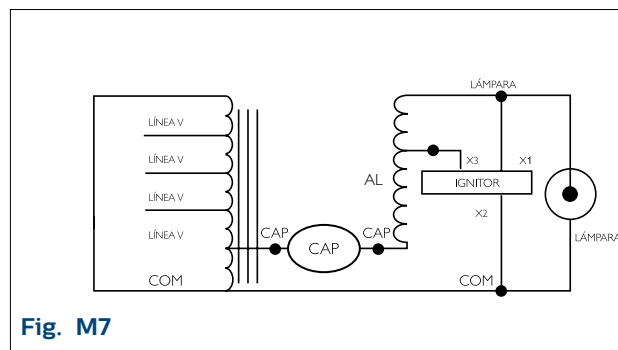 LÁMPARA
LÍNEA V
LÍNEA V
X3
X1
AL
IGNITOR
LÍNEA V
X2
CAP
CAP
LÍNEA V
CAP
LÁMPARA
COM
COM
Fig. M7